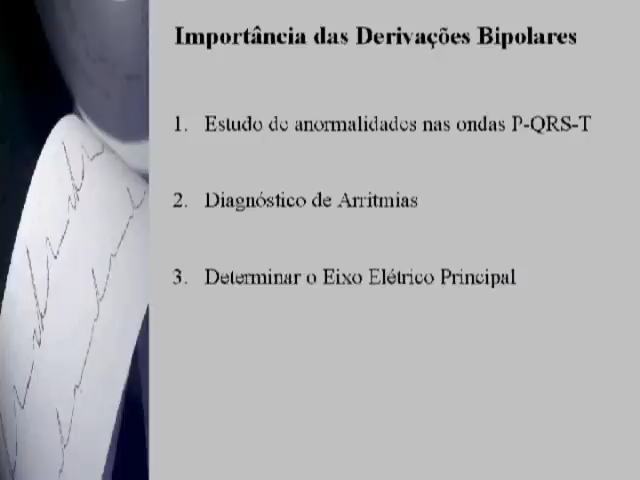 Importância das Derivações Bipolares
1. Estudo de anormalidades nas ondas P-QRS-T
2. Diagnóstico de Arritmias
3. Determinar o Eixo Elétrico Principal